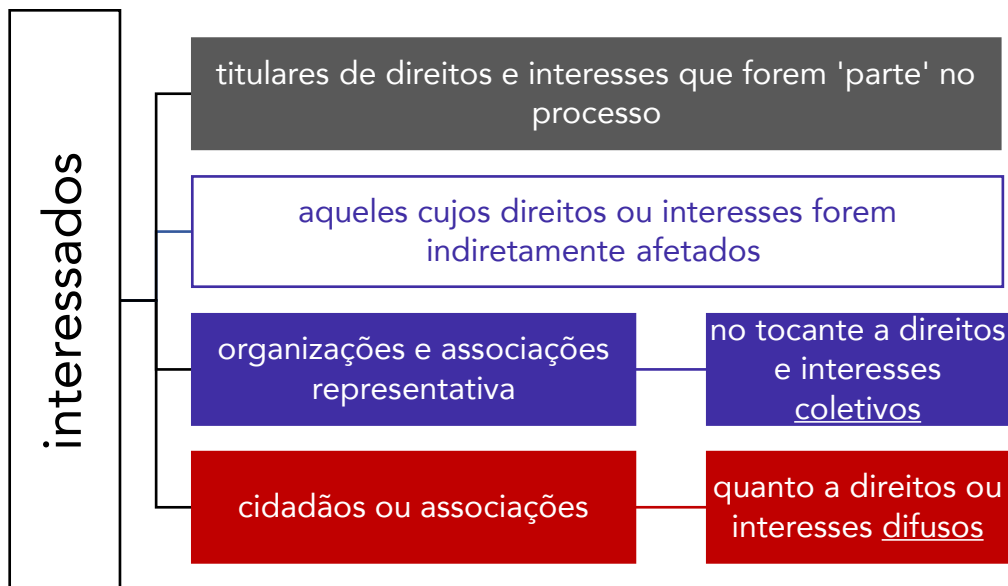 interessados
titulares de direitos e interesses que forem 'parte' no
processo
aqueles cujos direitos ou interesses forem
indiretamente afetados
organizações e associações
representativa
no tocante a direitos
e interesses
coletivos
cidadãos ou associações
quanto a direitos ou
interesses difusos